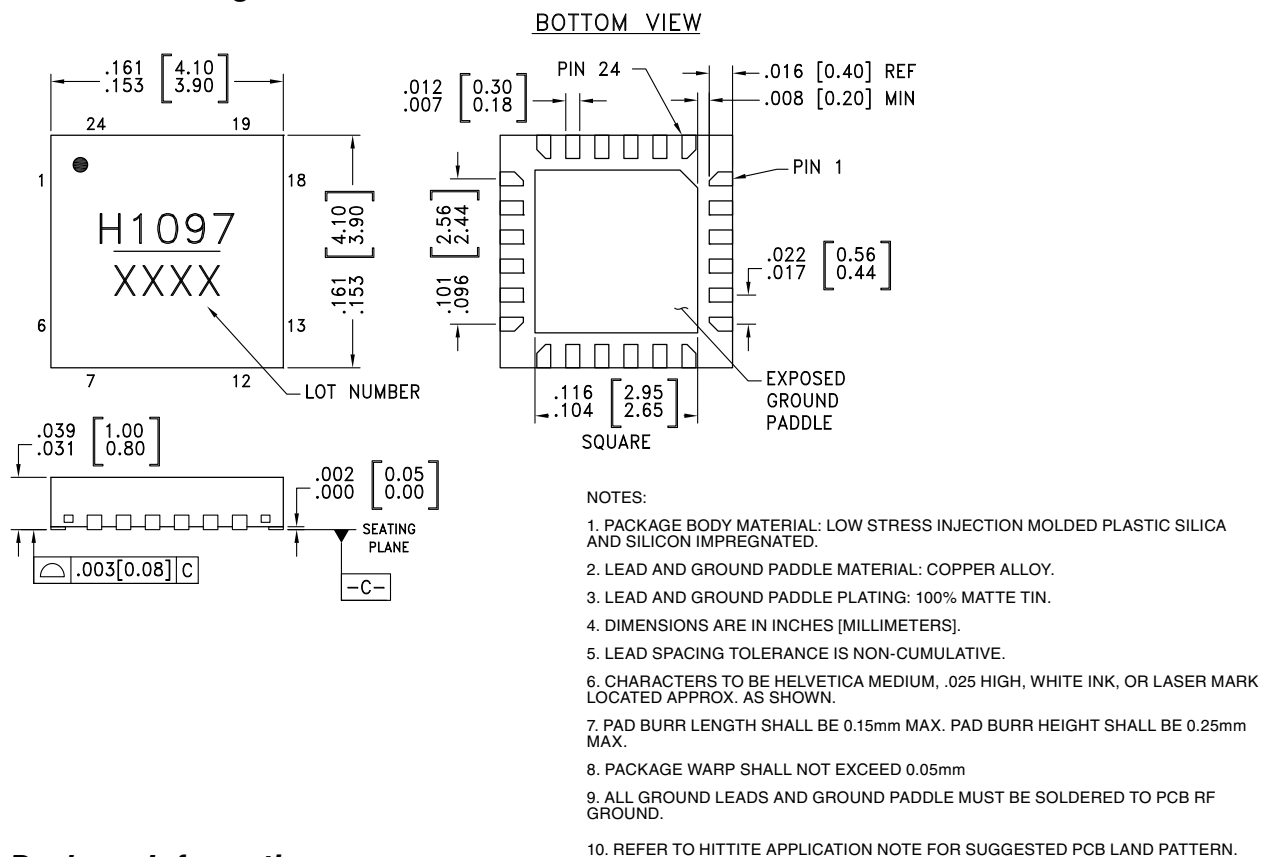 BOTTOM VIEW
.161 [4.10]
.153 [3.90]
24 19
1 18
H1097
XXXX
6 13
7 12
LOT NUMBER
.161 [4.10]
.153 [3.90]
PIN 24
.012 [0.30]
.007 [0.18]
.016 [0.40] REF
.008 [0.20] MIN
PIN 1
.101 [2.56]
.096 [2.44]
.022 [0.56]
.017 [0.44]
EXPOSED
GROUND
PADDLE
.116 [2.95]
.104 [2.65]
SQUARE
.039 [1.00]
.031 [0.80]
.002 [0.05]
.000 [0.00]
SEATING
PLANE
.003[0.08] C
-C-
NOTES:
1. PACKAGE BODY MATERIAL: LOW STRESS INJECTION MOLDED PLASTIC SILICA
AND SILICON IMPREGNATED.
2. LEAD AND GROUND PADDLE MATERIAL: COPPER ALLOY.
3. LEAD AND GROUND PADDLE PLATING: 100% MATTE TIN.
4. DIMENSIONS ARE IN INCHES [MILLIMETERS].
5. LEAD SPACING TOLERANCE IS NON-CUMULATIVE.
6. CHARACTERS TO BE HELVETICA MEDIUM, .025 HIGH, WHITE INK, OR LASER MARK
LOCATED APPROX. AS SHOWN.
7. PAD BURR LENGTH SHALL BE 0.15mm MAX. PAD BURR HEIGHT SHALL BE 0.25mm
MAX.
8. PACKAGE WARP SHALL NOT EXCEED 0.05mm
9. ALL GROUND LEADS AND GROUND PADDLE MUST BE SOLDERED TO PCB RF
GROUND.
10. REFER TO HITTITE APPLICATION NOTE FOR SUGGESTED PCB LAND PATTERN.